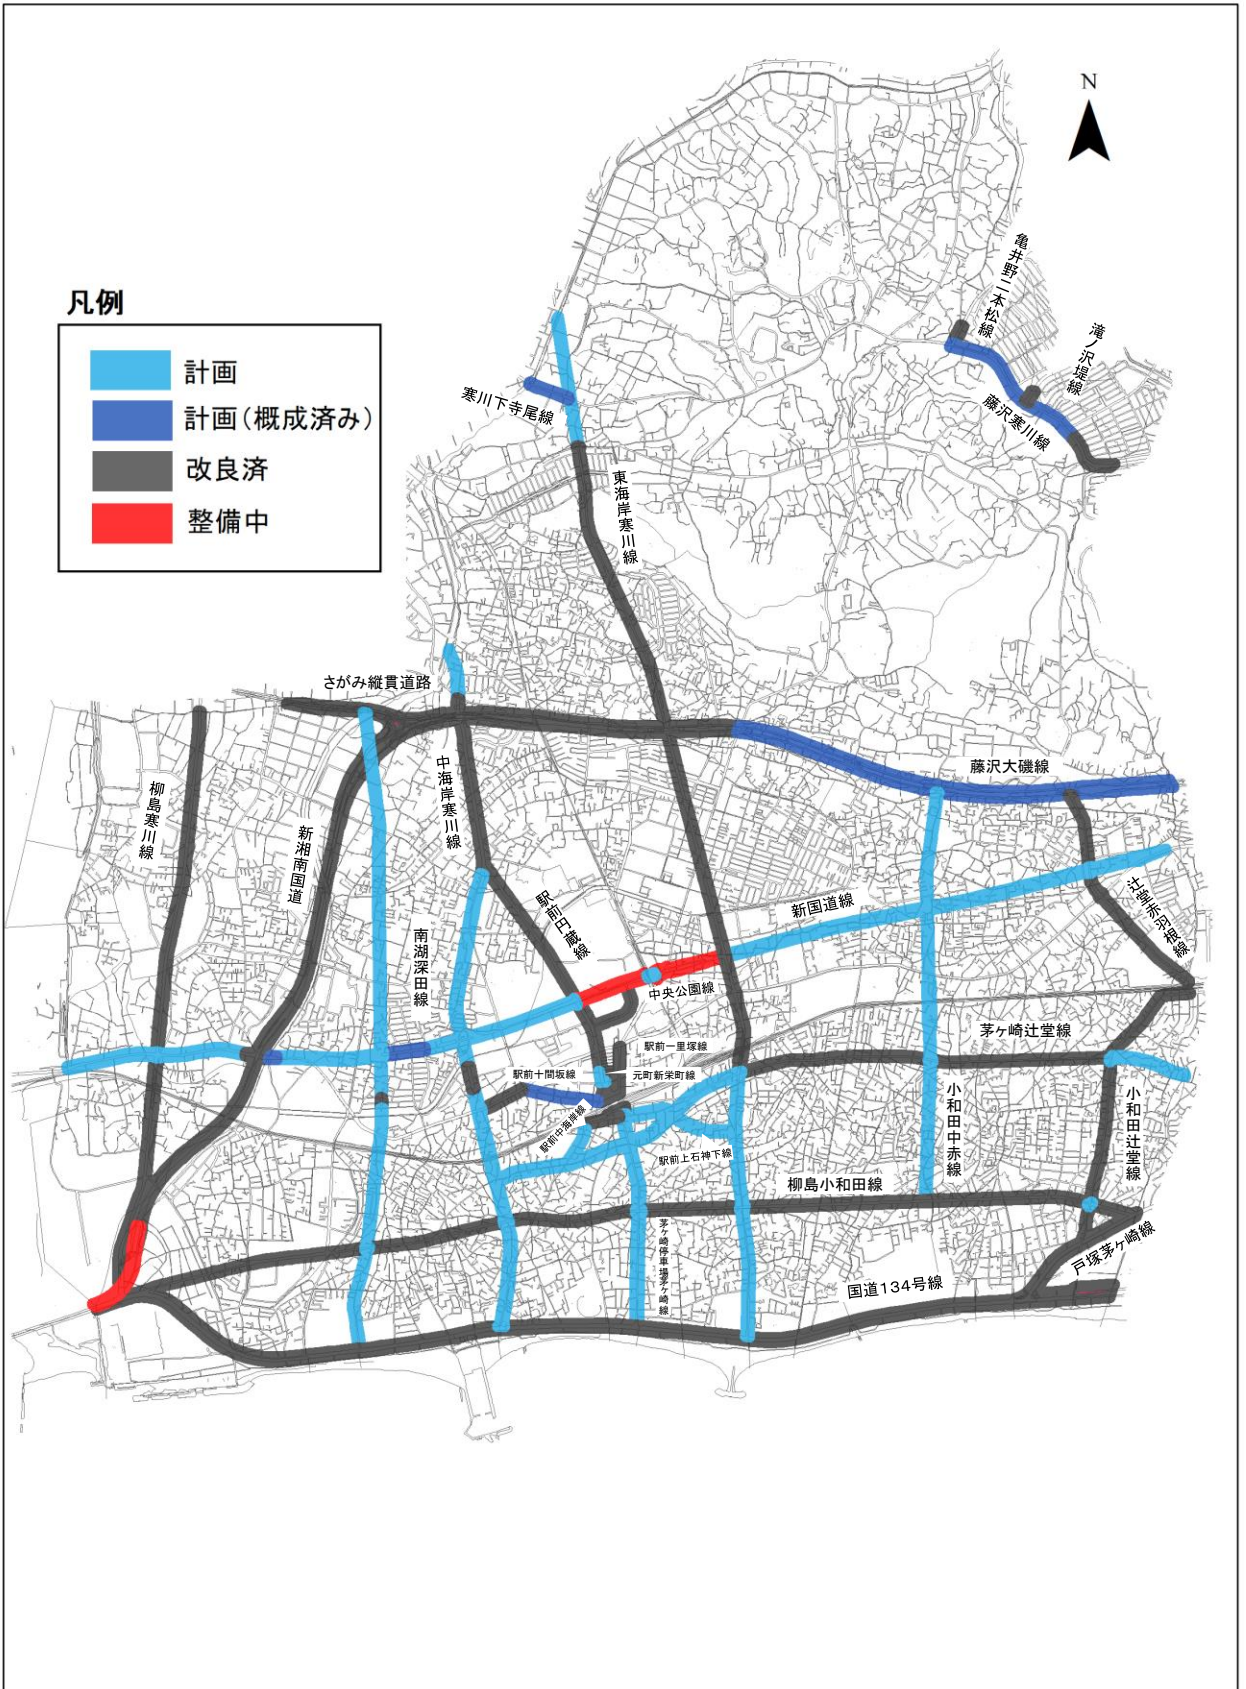 N
凡例
計画
計画(概成済み)
改良済
整備中
亀井野二本松線
滝ノ沢堤線
藤沢寒川線
寒川下寺尾線
東海岸寒川線
さがみ縦貫道路
柳島寒川線
新湘南国道
中海岸寒川線
藤沢大磯線
南湖深田線
駅前円蔵線
新国道線
辻堂赤羽根線
中央公園線
茅ヶ崎辻堂線
駅前一里塚線
駅前十間坂線
元町新栄町線
駅前中海岸線
駅前上石神下線
小和田中赤線
小和田辻堂線
柳島小和田線
茅ヶ崎停車場茅ヶ崎線
戸塚茅ヶ崎線
国道134号線